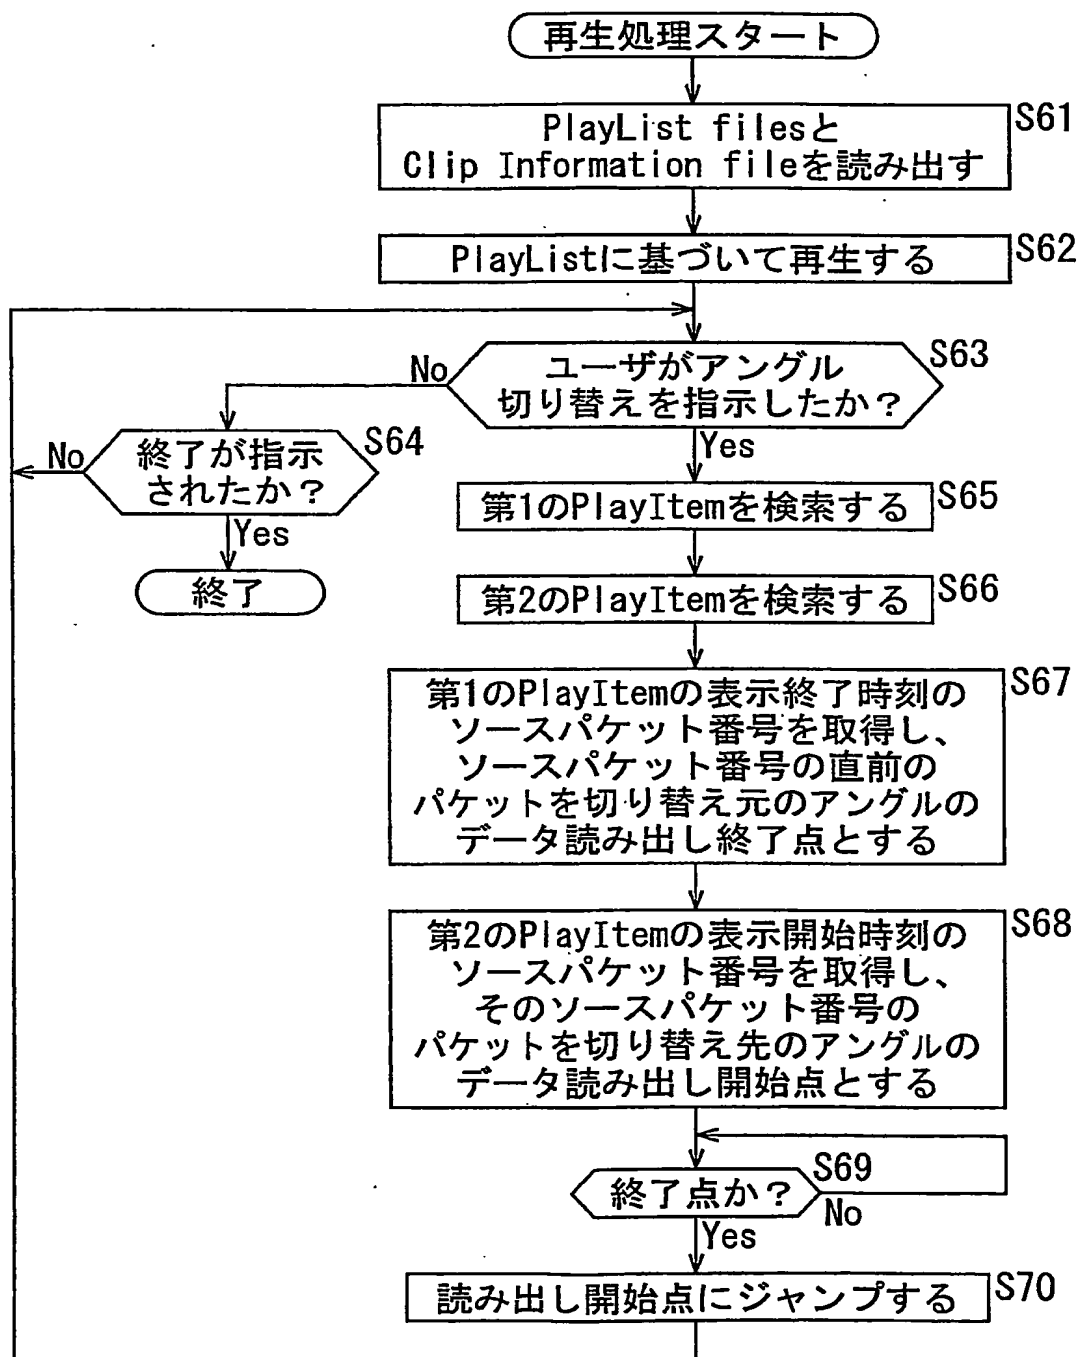 再生処理スタート
PlayList filesと
Clip Information fileを読み出す
S61
PlayListに基づいて再生する
S62
ユーザがアングル
切り替えを指示したか？
S63
No
Yes
終了が指示
されたか？
S64
No
Yes
終了
第1のPlayItemを検索する
S65
第2のPlayItemを検索する
S66
第1のPlayItemの表示終了時刻の
ソースパケット番号を取得し、
ソースパケット番号の直前の
パケットを切り替え元のアングルの
データ読み出し終了点とする
S67
第2のPlayItemの表示開始時刻の
ソースパケット番号を取得し、
そのソースパケット番号の
パケットを切り替え先のアングルの
データ読み出し開始点とする
S68
終了点か？
S69
No
Yes
読み出し開始点にジャンプする
S70